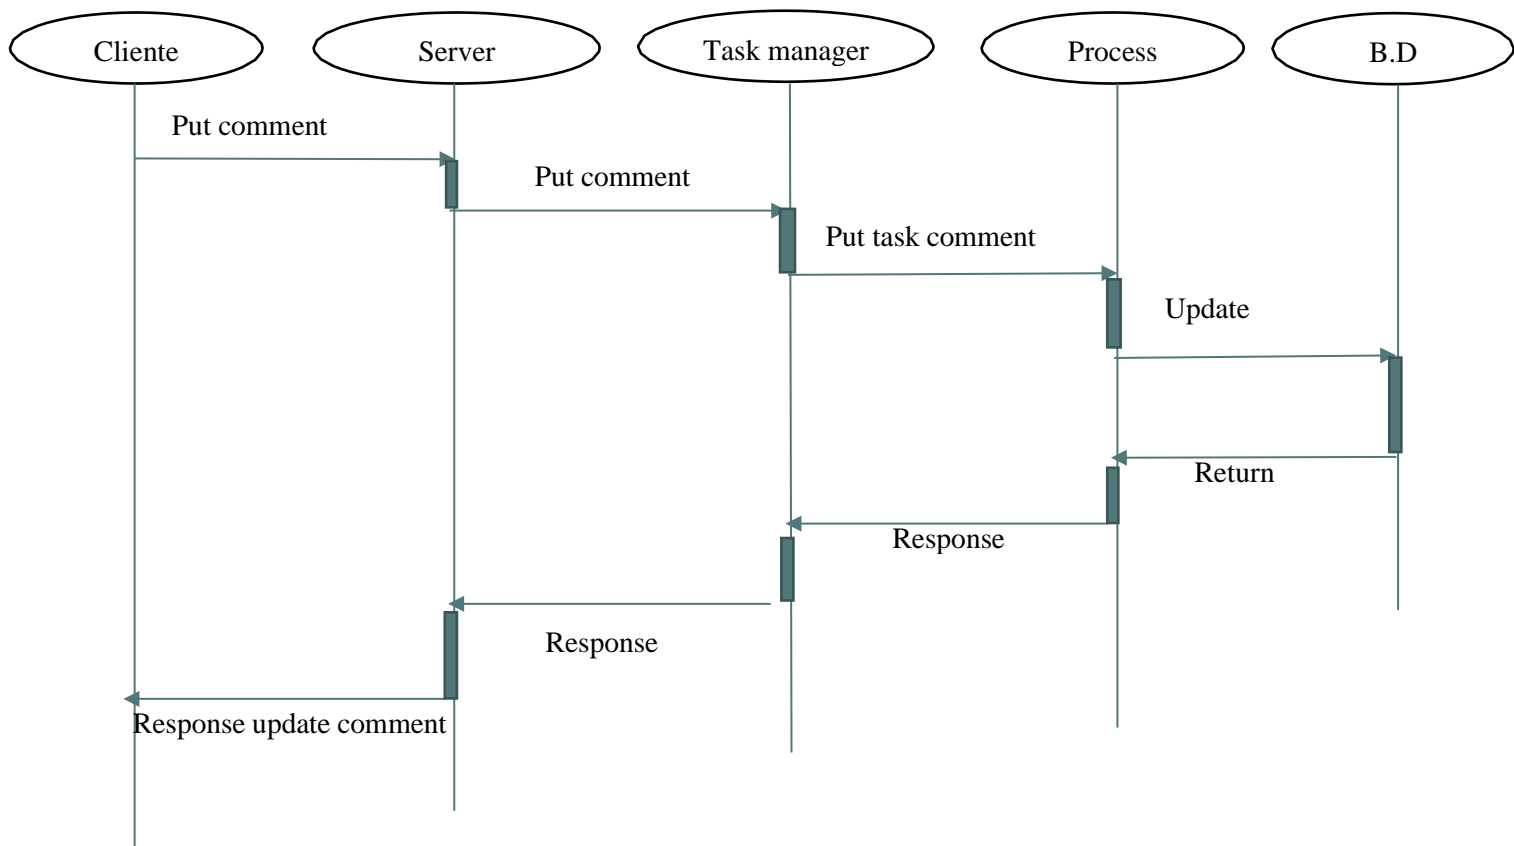 Cliente
Server
Task manager
Process
B.D
Put comment
Put comment
Put task comment
Update
Return
Response
Response
Response update comment